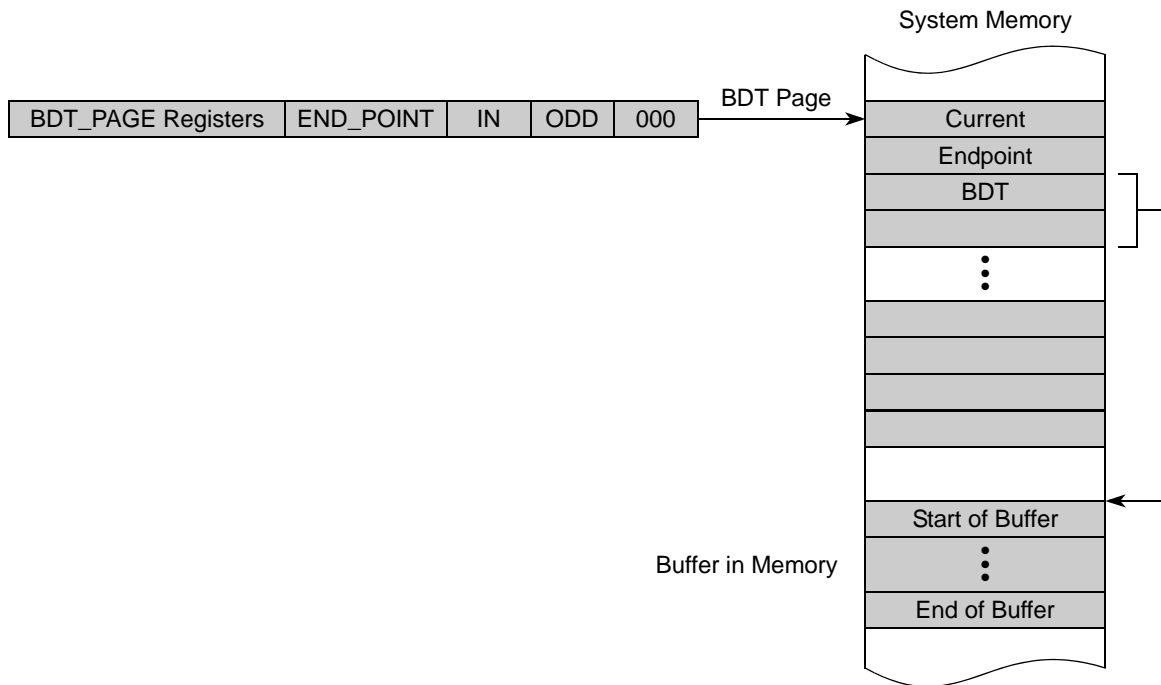 System Memory
BDT_PAGE Registers END_POINT IN ODD 000
BDT Page
Current
Endpoint
BDT
Start of Buffer
Buffer in Memory
End of Buffer